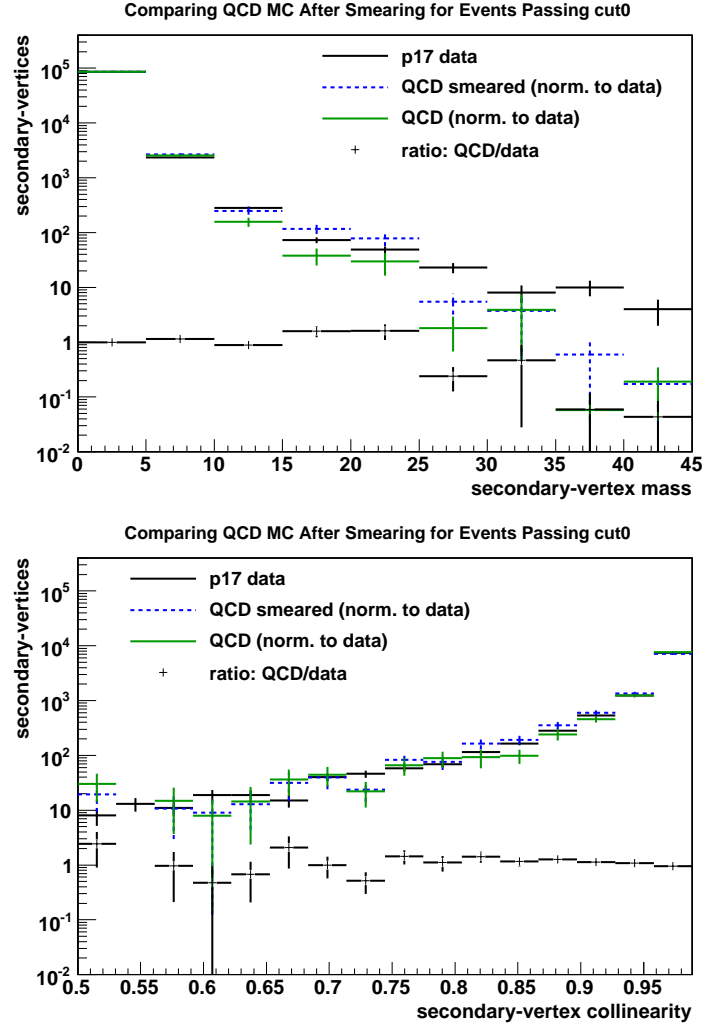 Comparing QCD MC After Smearing for Events Passing cut0
secondary-vertices
10^5
10^4
10^3
10^2
10
1
10^-1
10^-2
p17 data
QCD smeared (norm. to data)
QCD (norm. to data)
ratio: QCD/data
0 5 10 15 20 25 30 35 40 45
secondary-vertex mass
Comparing QCD MC After Smearing for Events Passing cut0
secondary-vertices
10^5
10^4
10^3
10^2
10
1
10^-1
10^-2
p17 data
QCD smeared (norm. to data)
QCD (norm. to data)
ratio: QCD/data
0.5 0.55 0.6 0.65 0.7 0.75 0.8 0.85 0.9 0.95
secondary-vertex collinearity